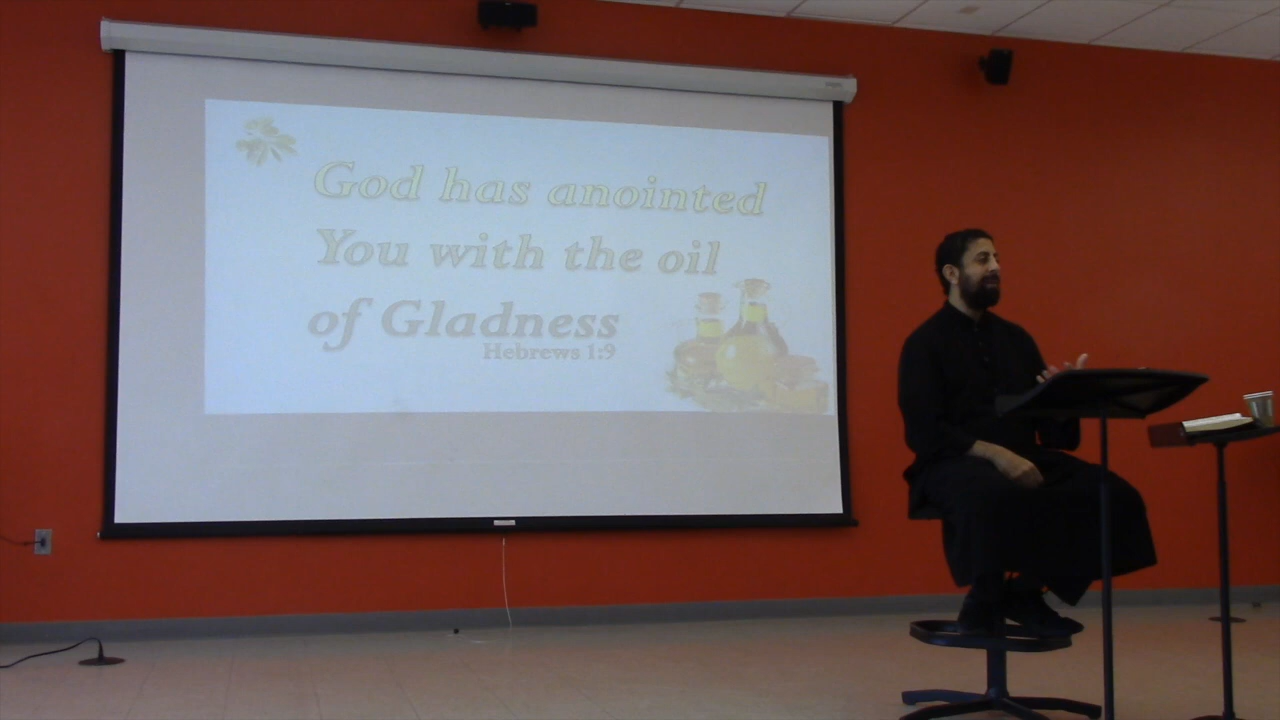 God has anointed
You with the oil
of Gladness
Hebrews 1:9